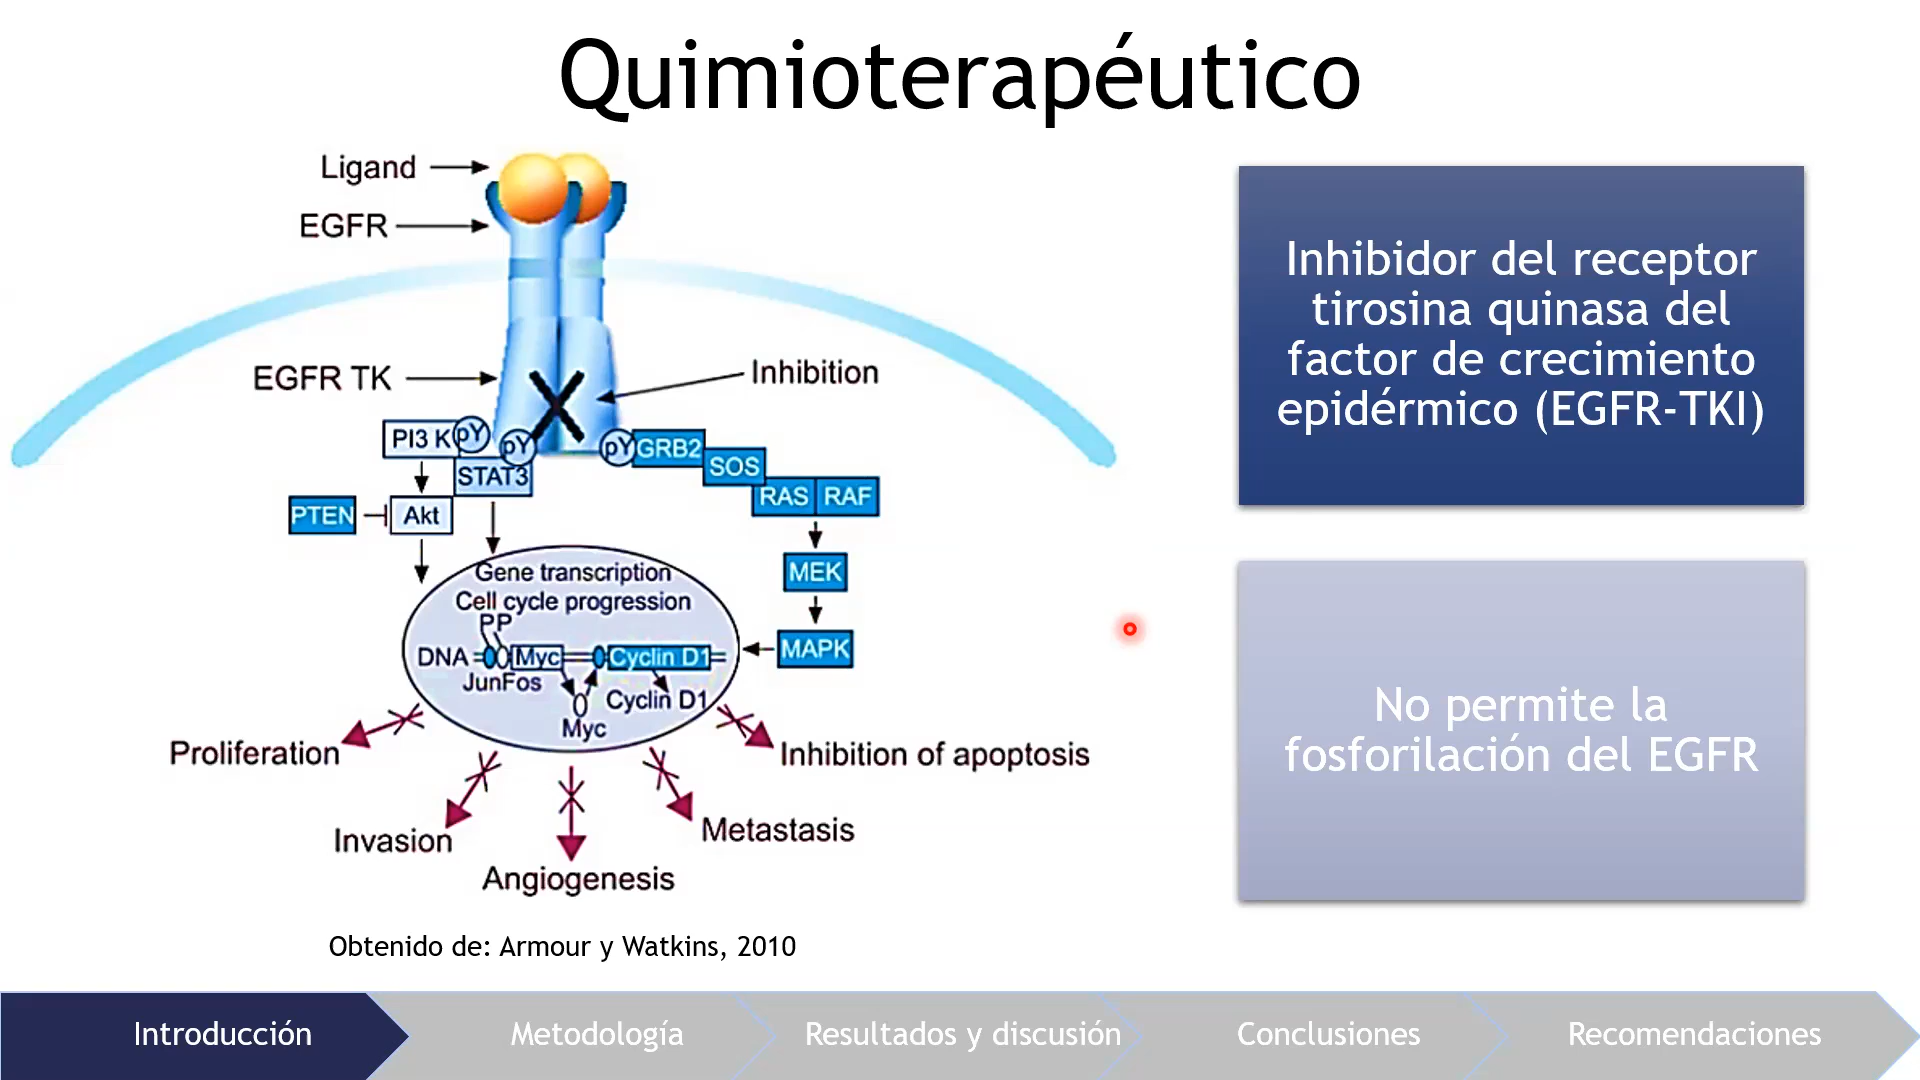 Quimioterapéutico
Ligand
EGFR
EGFR TK
Inhibition
PI3 K
pY
pY
pY
GRB2
STAT3
SOS
RAS
RAF
PTEN
Akt
MEK
MAPK
Gene transcription
Cell cycle progression
PP
DNA
Myc
Cyclin D1
JunFos
Cyclin D1
Myc
Proliferation
Invasion
Angiogenesis
Metastasis
Inhibition of apoptosis
Obtenido de: Armour y Watkins, 2010
Inhibidor del receptor
tirosina quinasa del
factor de crecimiento
epidérmico (EGFR-TKI)
No permite la
fosforilación del EGFR
Introducción
Metodología
Resultados y discusión
Conclusiones
Recomendaciones